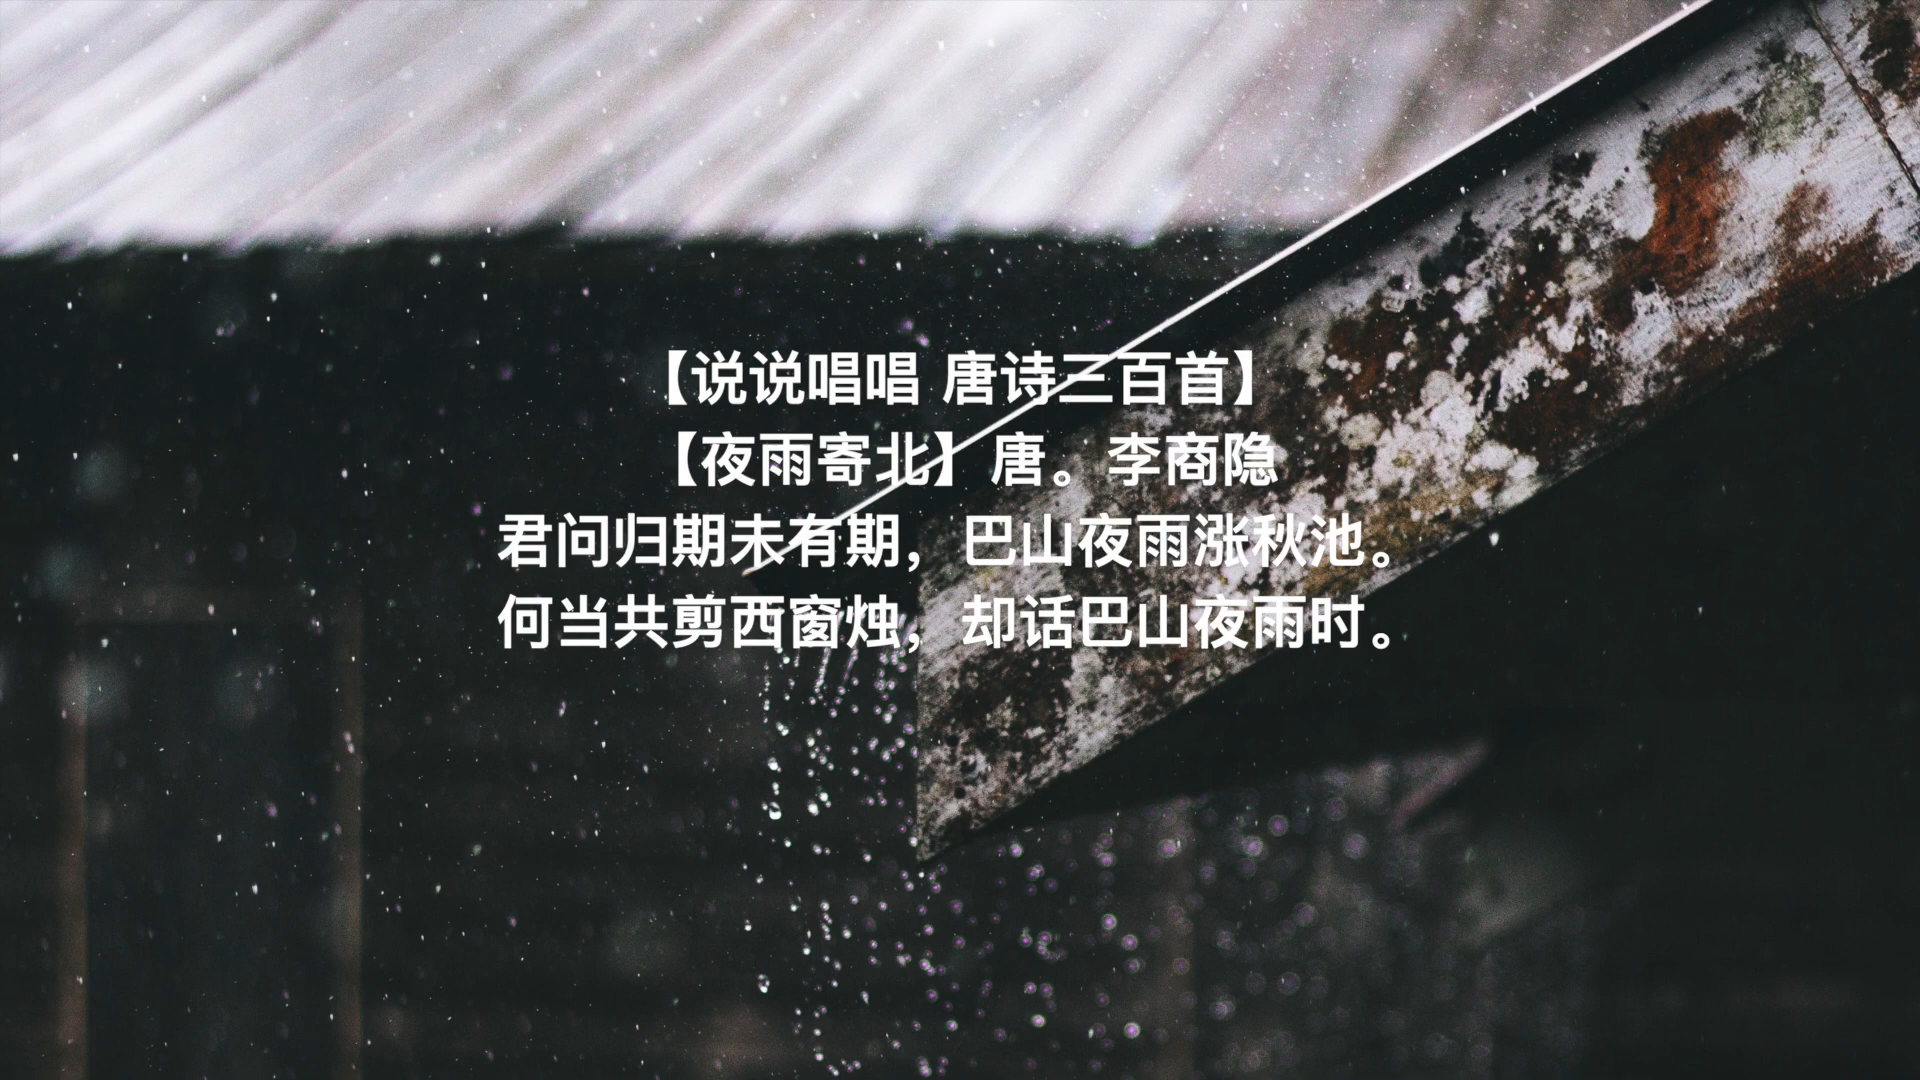 【说说唱唱 唐诗三百首】
【夜雨寄北】唐。李商隐
君问归期未有期，巴山夜雨涨秋池。
何当共剪西窗烛，却话巴山夜雨时。